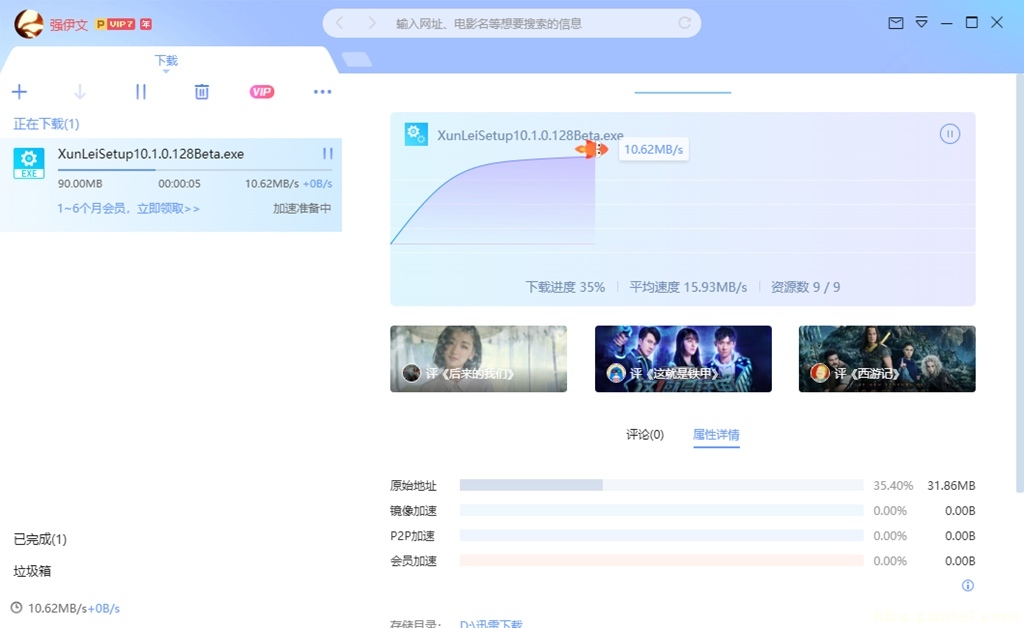 强伊文 P VIP7 年
输入网址、电影名等想要搜索的信息
下载
VIP
正在下载(1)
XunLeiSetup10.1.0.128Beta.exe
EXE
90.00MB 00:00:05 10.62MB/s +0B/s
1~6个月会员，立即领取>> 加速准备中
XunLeiSetup10.1.0.128Beta.exe
10.62MB/s
下载进度 35% 平均速度 15.93MB/s 资源数 9 / 9
评《后来的我们》 评《这就是铁甲》 评《西游记》
评论(0) 属性详情
原始地址 35.40% 31.86MB
镜像加速 0.00% 0.00B
P2P加速 0.00% 0.00B
会员加速 0.00% 0.00B
已完成(1)
垃圾箱
10.62MB/s+0B/s
存储目录： D:\迅雷下载